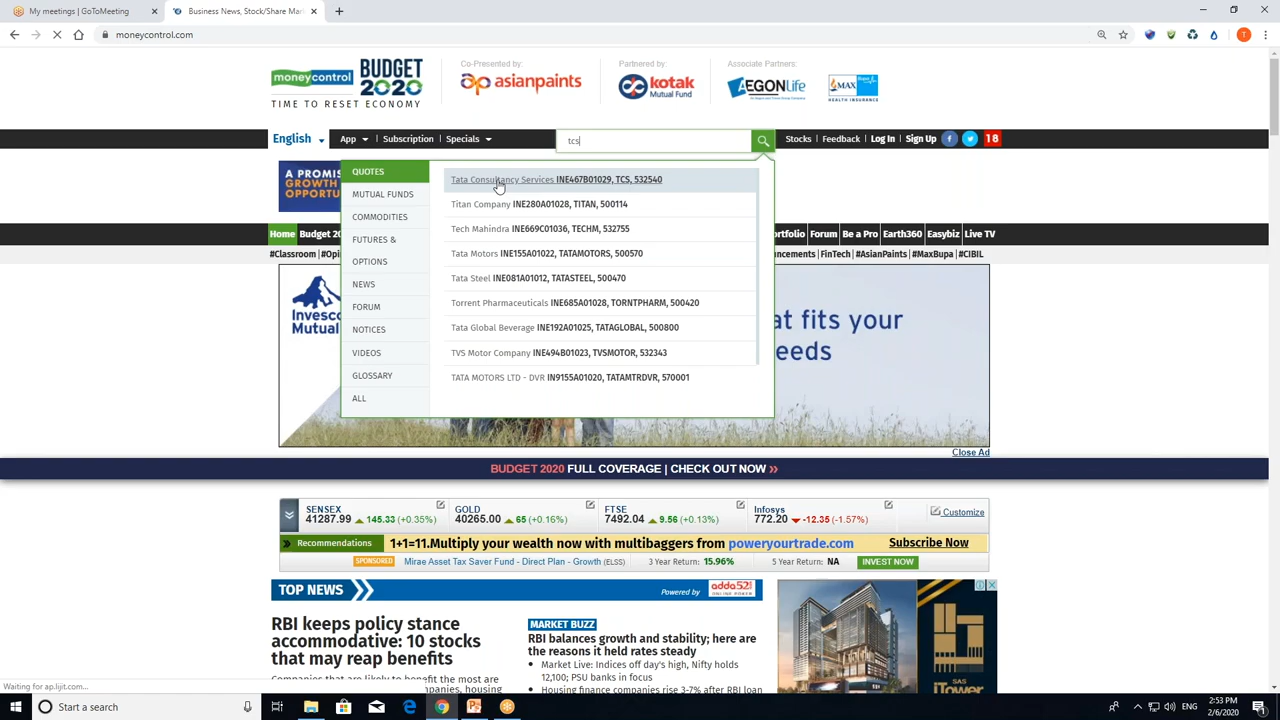 My meetings | GoToMeeting
Business News, Stock/Share Mar
moneycontrol.com
T
moneycontrol BUDGET 2020
TIME TO RESET ECONOMY
Co-Presented by:
asianpaints
Partnered by:
kotak Mutual Fund
Associate Partners:
AEGONLife
MAX
HEALTH INSURANCE
English
App
Subscription
Specials
tcs
Stocks
Feedback
Log In
Sign Up
18
A PROMIS
GROWTH
OPPORTU
QUOTES
MUTUAL FUNDS
COMMODITIES
FUTURES &
OPTIONS
NEWS
FORUM
NOTICES
VIDEOS
GLOSSARY
ALL
Tata Consultancy Services INE467B01029, TCS, 532540
Titan Company INE280A01028, TITAN, 500114
Tech Mahindra INE669C01036, TECHM, 532755
Tata Motors INE155A01022, TATAMOTORS, 500570
Tata Steel INE081A01012, TATASTEEL, 500470
Torrent Pharmaceuticals INE685A01028, TORNTPHARM, 500420
Tata Global Beverage INE192A01025, TATAGLOBAL, 500800
TVS Motor Company INE494B01023, TVSMOTOR, 532343
TATA MOTORS LTD - DVR IN9155A01020, TATAMTRDVR, 570001
Home
Budget 20
ortfolio
Forum
Be a Pro
Earth360
Easybiz
Live TV
#Classroom | #Opi
ncements | FinTech | #AsianPaints | #MaxBupa | #CIBIL
Invesc
Mutual
at fits your
eeds
Close Ad
BUDGET 2020 FULL COVERAGE | CHECK OUT NOW »
SENSEX
41287.99 145.33 (+0.35%)
GOLD
40265.00 65 (+0.16%)
FTSE
7492.04 9.56 (+0.13%)
Infosys
772.20 -12.35 (-1.57%)
Customize
Recommendations
1+1=11.Multiply your wealth now with multibaggers from poweryourtrade.com
Subscribe Now
SPONSORED
Mirae Asset Tax Saver Fund - Direct Plan - Growth (ELSS)
3 Year Return: 15.96%
5 Year Return: NA
INVEST NOW
TOP NEWS
Powered by
adda52
RBI keeps policy stance
accommodative: 10 stocks
that may reap benefits
MARKET BUZZ
RBI balances growth and stability; here are
the reasons it held rates steady
• Market Live: Indices off day's high, Nifty holds
12,100; PSU banks in focus
• Housing finance companies rise 3-7% after RBI loan
SAS
iTower
Waiting for ap.lijit.com...
Start a search
ENG
2:53 PM
2/6/2020